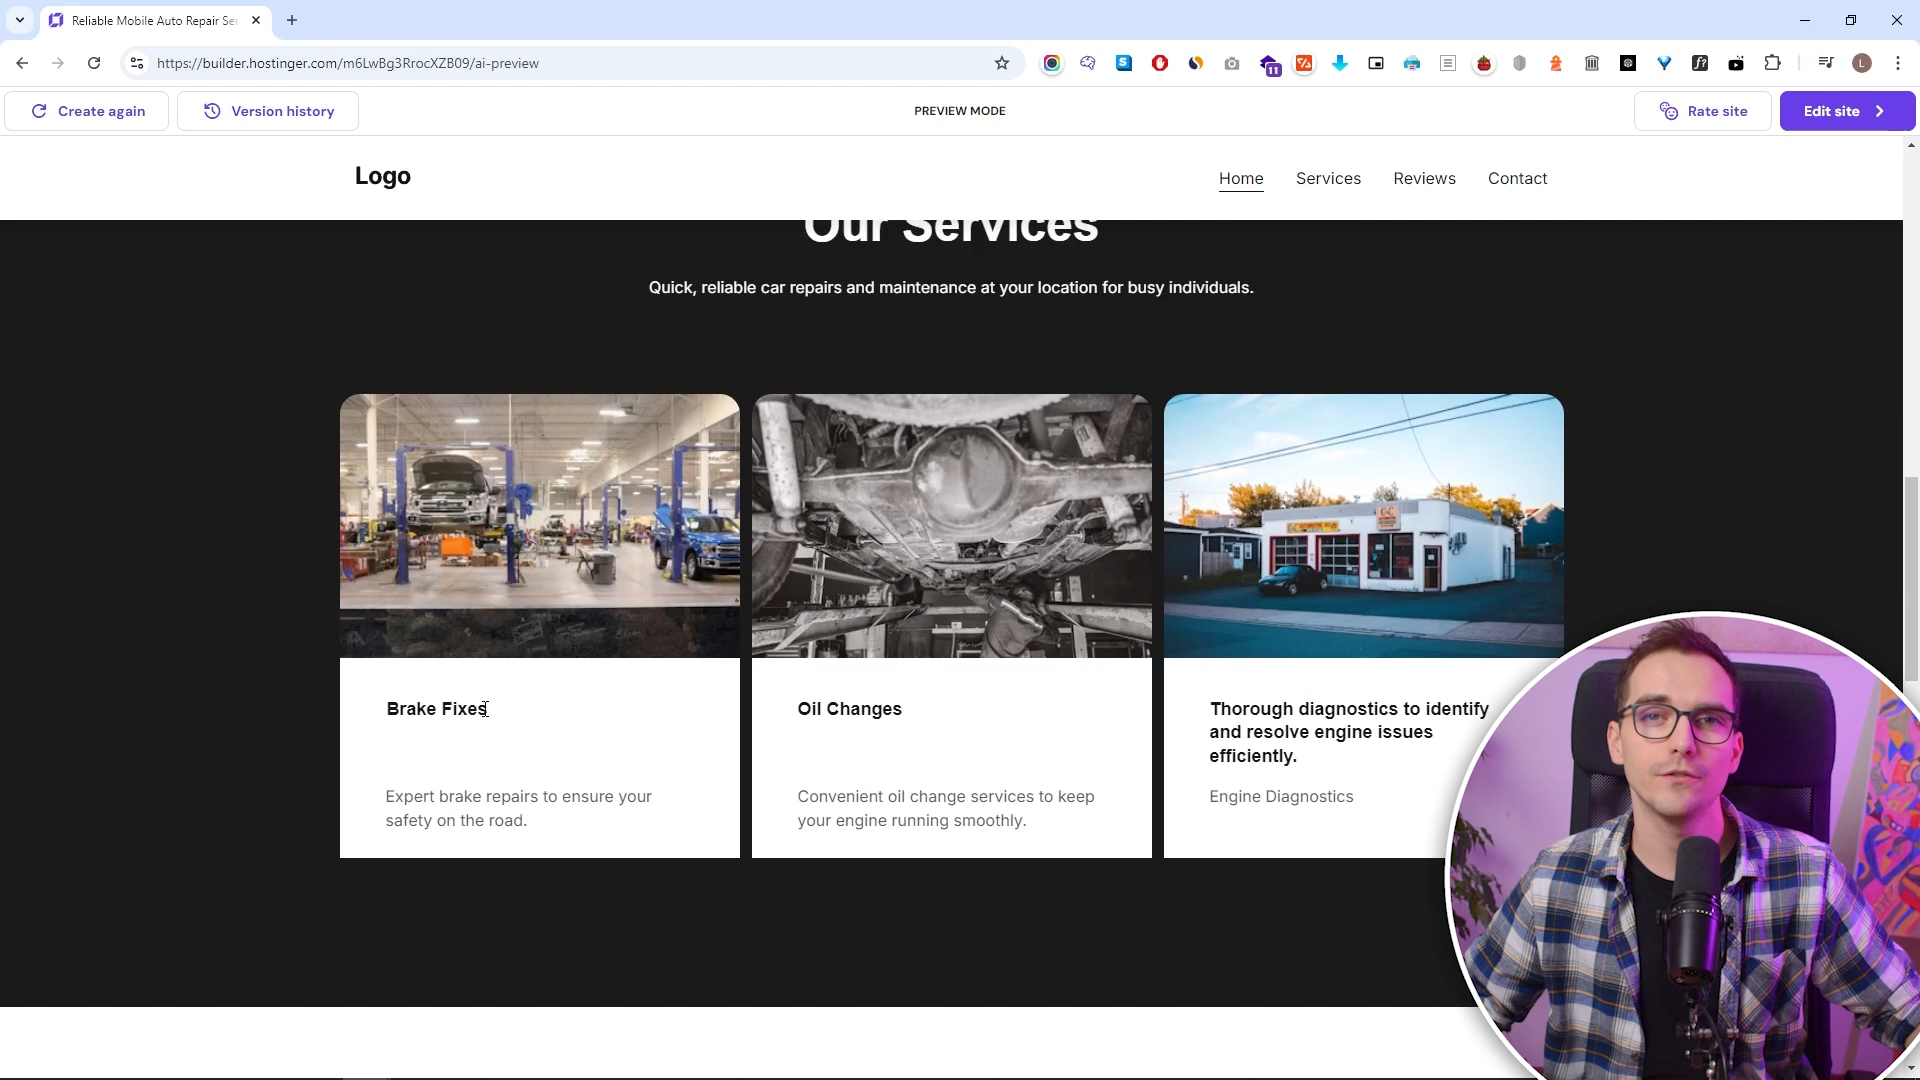 Reliable Mobile Auto Repair Ser
https://builder.hostinger.com/m6LwBg3RrocXZB09/ai-preview
11
L
Create again
Version history
PREVIEW MODE
Rate site
Edit site
Logo
Home
Services
Reviews
Contact
Our Services
Quick, reliable car repairs and maintenance at your location for busy individuals.
Brake Fixes
Expert brake repairs to ensure your
safety on the road.
Oil Changes
Convenient oil change services to keep
your engine running smoothly.
Thorough diagnostics to identify
and resolve engine issues
efficiently.
Engine Diagnostics